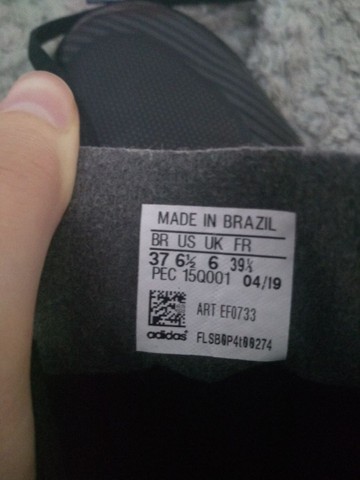 MADE IN BRAZIL
BR US UK FR
37 6½ 6 39⅓
PEC 15Q001 04/19
ART EF0733
adidas FLSB0P4t00274